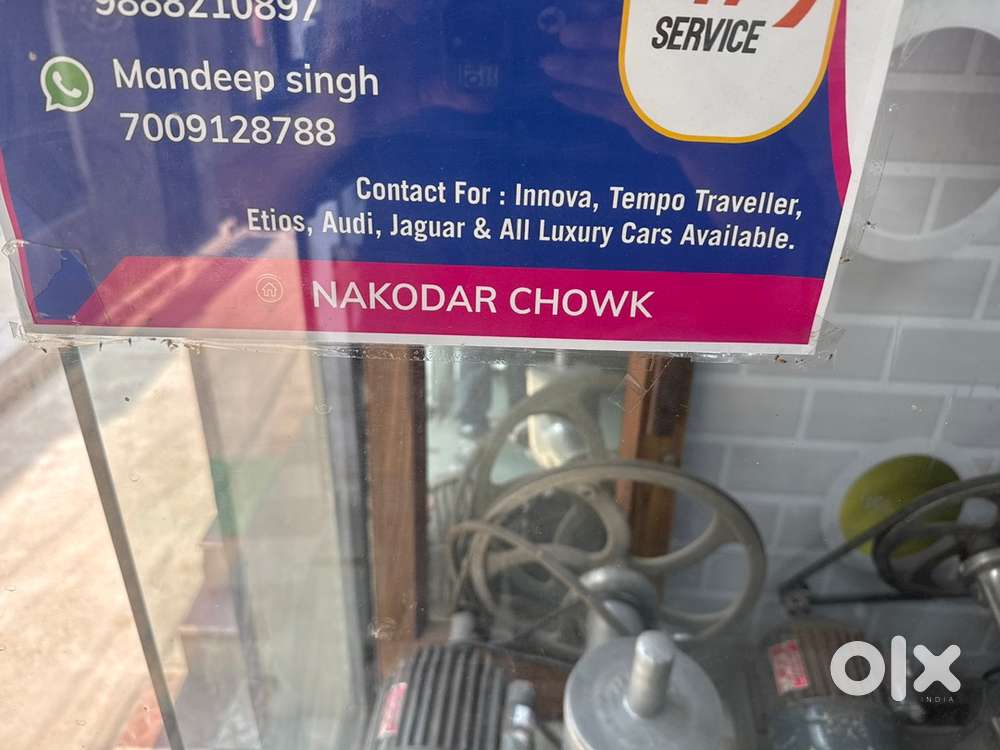 9888210897
SERVICE
Mandeep singh
7009128788
Contact For : Innova, Tempo Traveller,
Etios, Audi, Jaguar & All Luxury Cars Available.
NAKODAR CHOWK
olx
INDIA